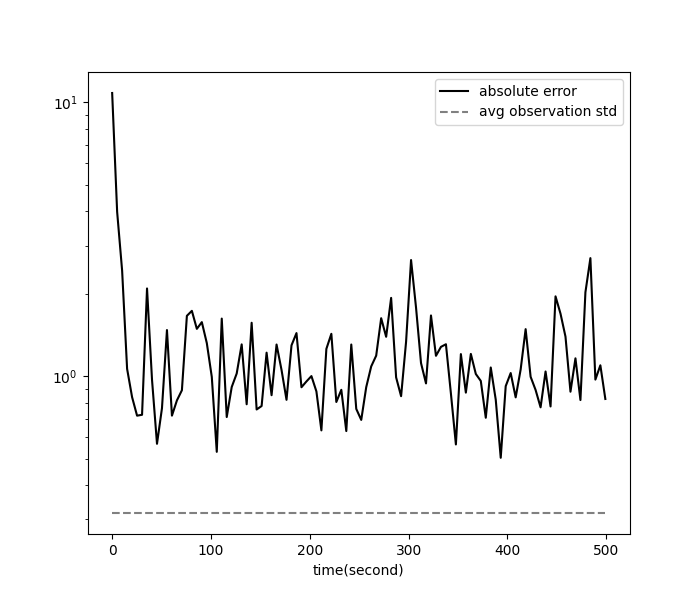 absolute error
avg observation std
10¹
10⁰
0 100 200 300 400 500
time(second)